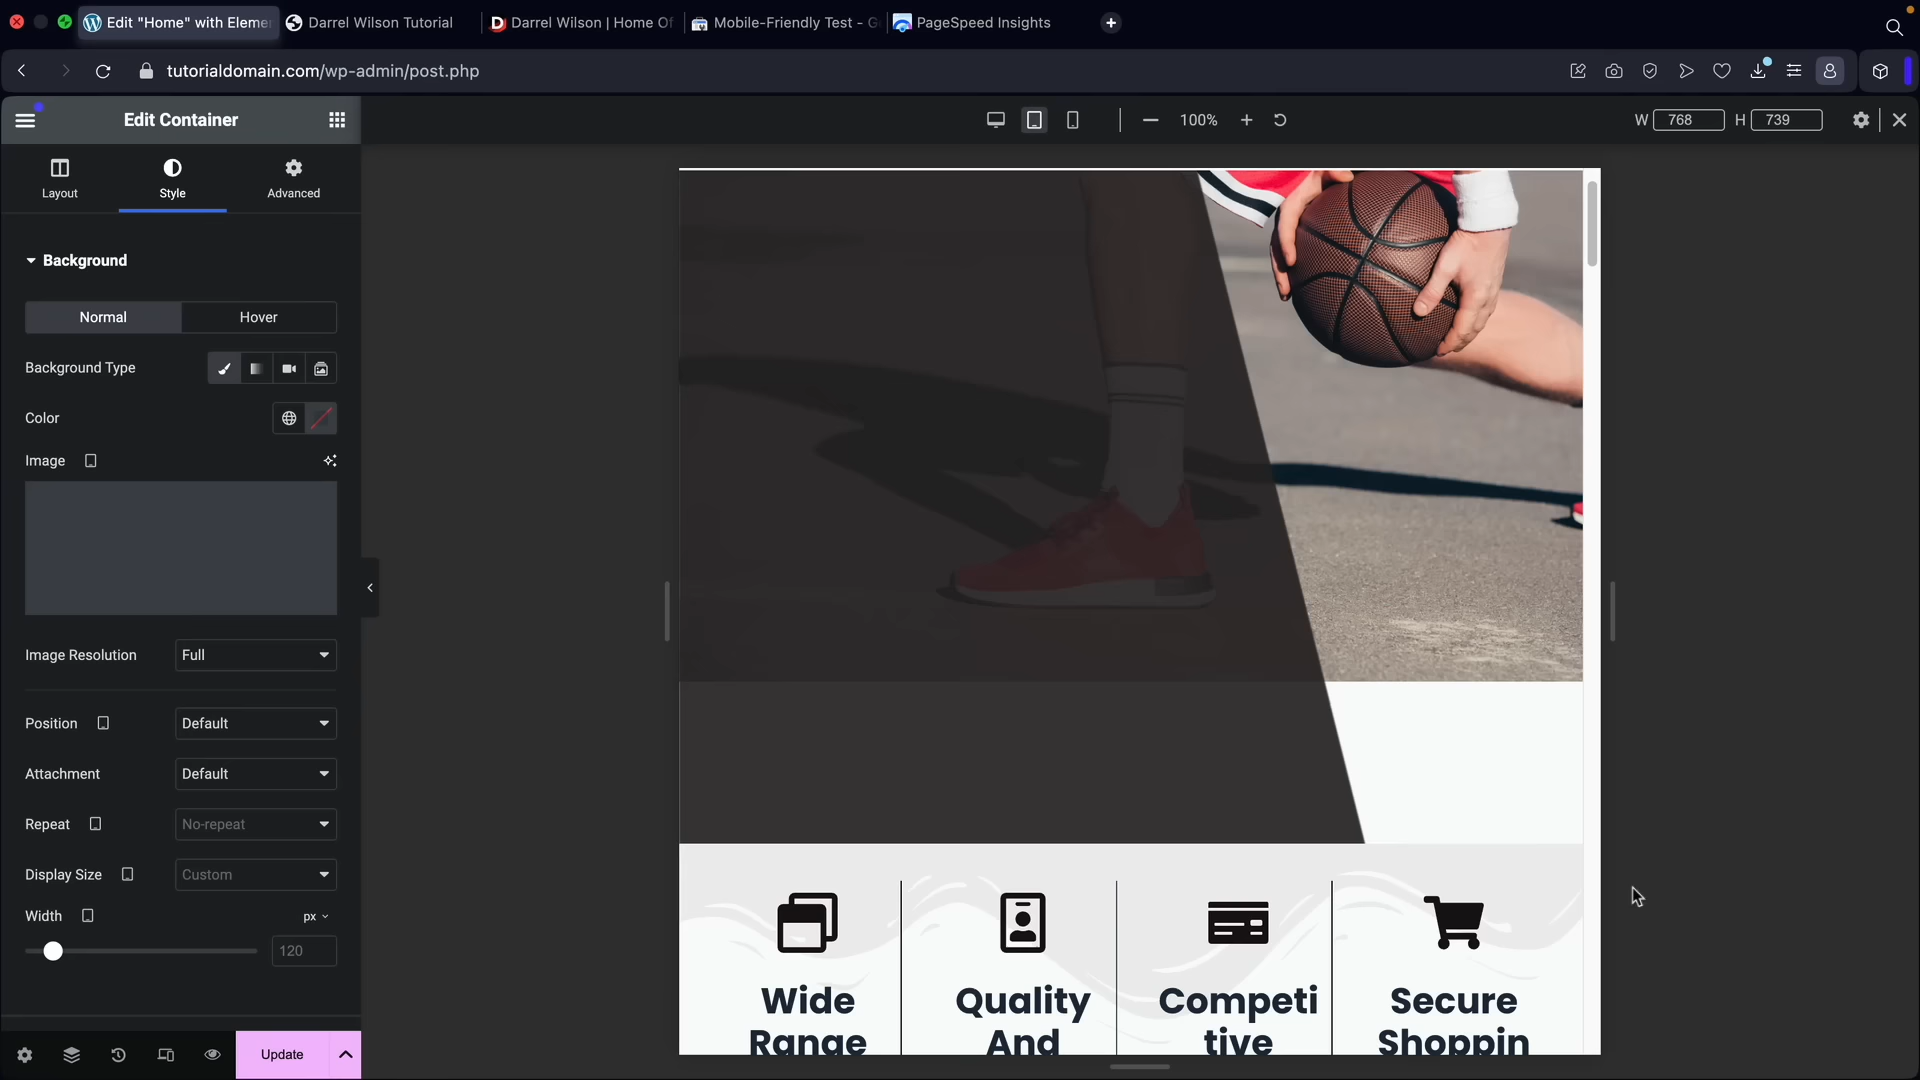 Edit "Home" with Eleme
Darrel Wilson Tutorial
Darrel Wilson | Home Of
Mobile-Friendly Test - G
PageSpeed Insights
tutorialdomain.com/wp-admin/post.php
Edit Container
100%
W 768 H 739
Layout
Style
Advanced
Background
Normal
Hover
Background Type
Color
Image
Image Resolution Full
Position Default
Attachment Default
Repeat No-repeat
Display Size Custom
Width px
120
Update
Wide
Range
Quality
And
Competi
tive
Secure
Shoppin